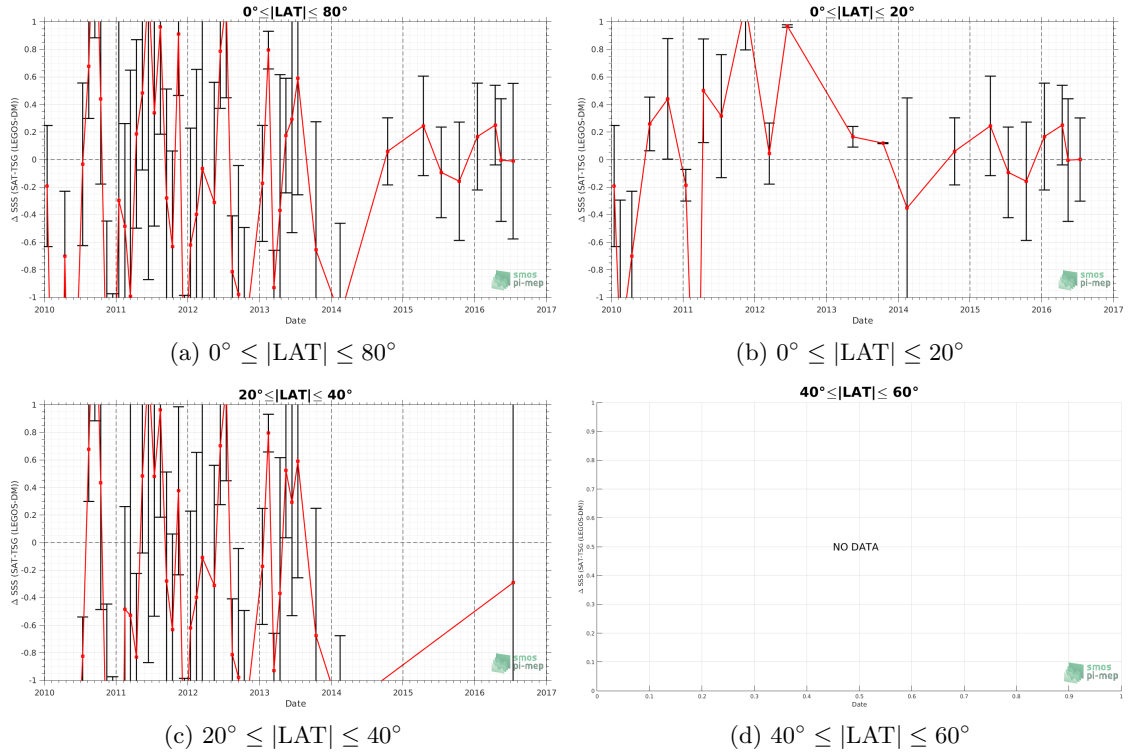 0°≤|LAT|≤ 80°
Δ SSS (SAT-TSG (LEGOS-DM))
1
0.8
0.6
0.4
0.2
0
-0.2
-0.4
-0.6
-0.8
-1
2010 2011 2012 2013 2014 2015 2016 2017
Date
smos
pi-mep
(a) 0° ≤ |LAT| ≤ 80°
0°≤|LAT|≤ 20°
Δ SSS (SAT-TSG (LEGOS-DM))
1
0.8
0.6
0.4
0.2
0
-0.2
-0.4
-0.6
-0.8
-1
2010 2011 2012 2013 2014 2015 2016 2017
Date
smos
pi-mep
(b) 0° ≤ |LAT| ≤ 20°
20°≤|LAT|≤ 40°
Δ SSS (SAT-TSG (LEGOS-DM))
1
0.8
0.6
0.4
0.2
0
-0.2
-0.4
-0.6
-0.8
-1
2010 2011 2012 2013 2014 2015 2016 2017
Date
smos
pi-mep
(c) 20° ≤ |LAT| ≤ 40°
40°≤|LAT|≤ 60°
Δ SSS (SAT-TSG (LEGOS-DM))
1
0.9
0.8
0.7
0.6
0.5
0.4
0.3
0.2
0.1
0
NO DATA
0 0.1 0.2 0.3 0.4 0.5 0.6 0.7 0.8 0.9 1
Date
smos
pi-mep
(d) 40° ≤ |LAT| ≤ 60°